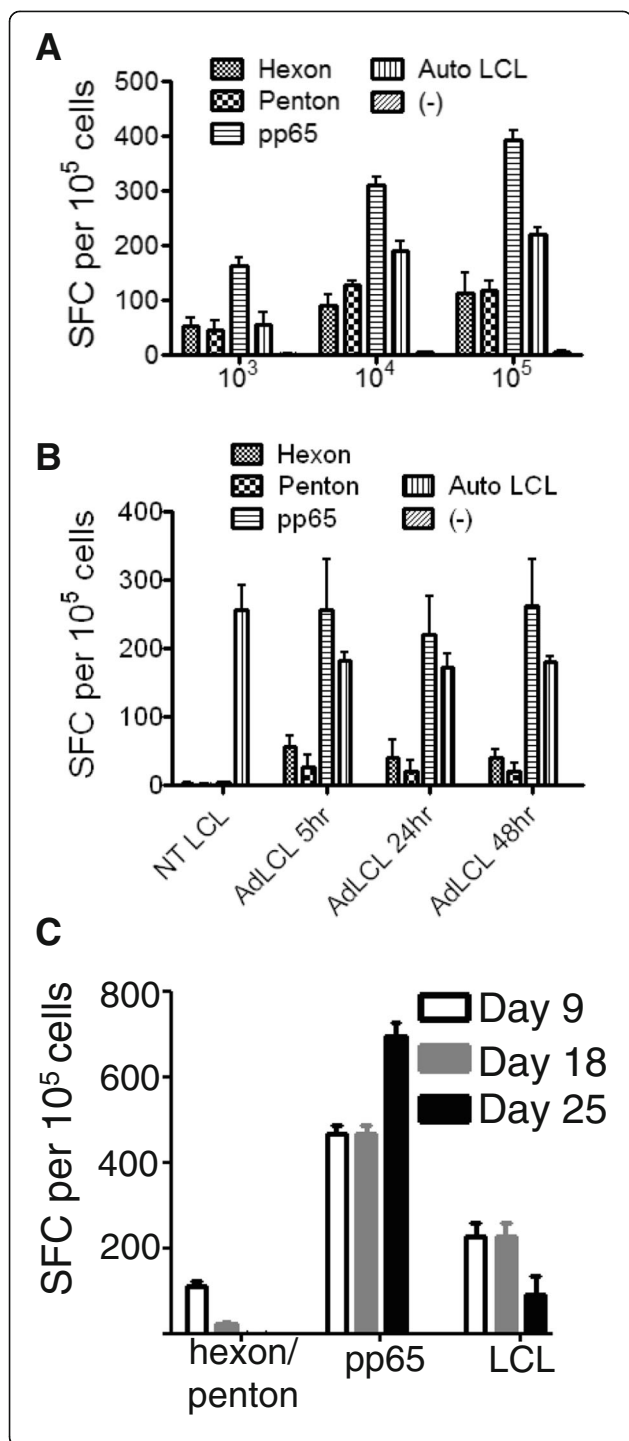 A
Hexon
Penton
pp65
Auto LCL
(-)
SFC per 10⁵ cells
500
400
300
200
100
0
10³ 10⁴ 10⁵
B
Hexon
Penton
pp65
Auto LCL
(-)
SFC per 10⁵ cells
400
300
200
100
0
NT LCL
AdLCL 5hr
AdLCL 24hr
AdLCL 48hr
C
SFC per 10⁵ cells
800
600
400
200
Day 9
Day 18
Day 25
hexon/
penton
pp65
LCL